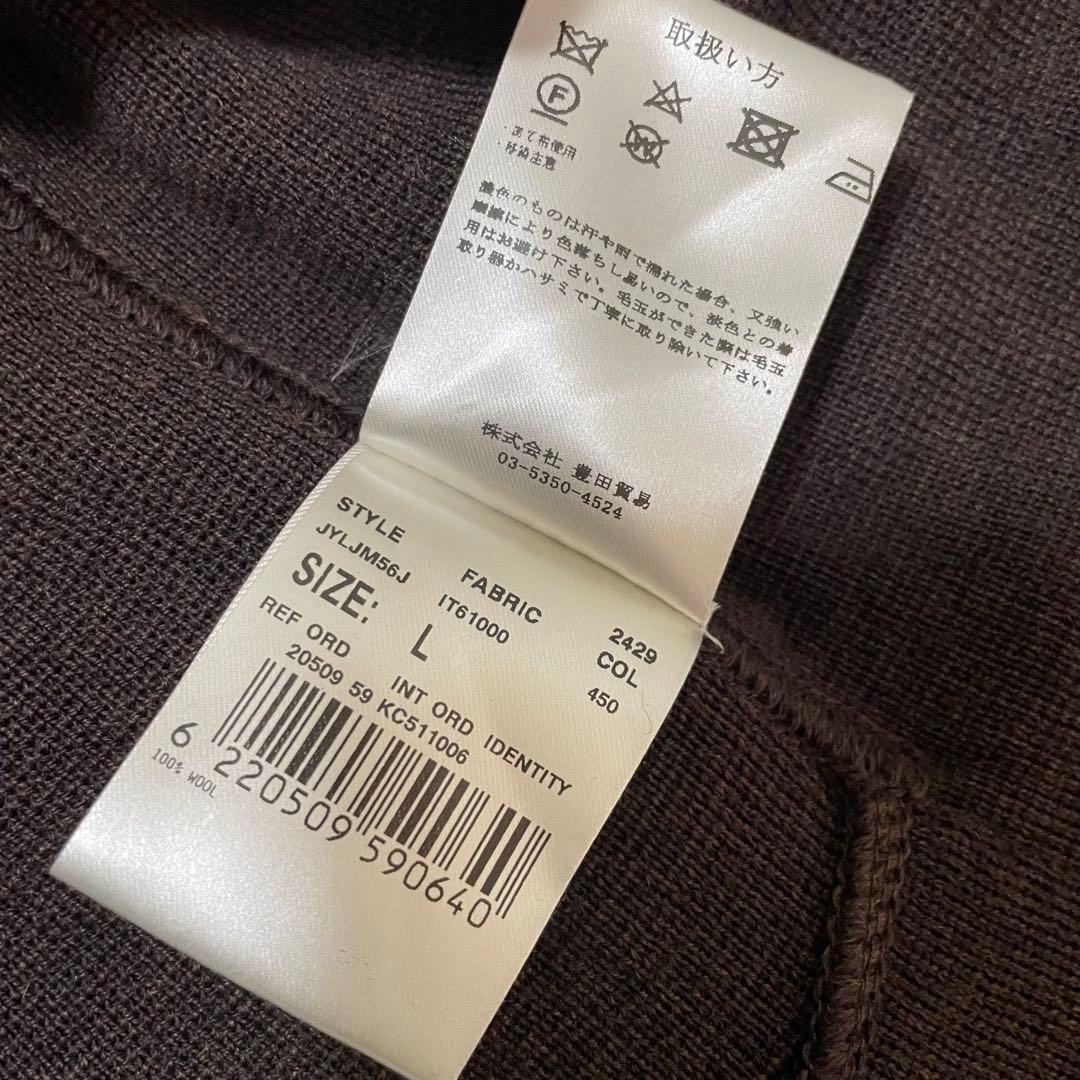 取扱い方
F
W
・あて布使用
・移染注意
濃色のものは汗や雨で濡れた場合、又強い
摩擦により色落ちし易いので、淡色との着
用はお避け下さい。毛玉ができた際は毛玉
取り器かハサミで丁寧に取り除いて下さい。
株式会社 豊田貿易
03-5350-4524
STYLE FABRIC 2429
JYLJM56J IT61000 COL
SIZE: L 450
REF ORD INT ORD IDENTITY
20509 59 KC511006
6 220509 590640
100% WOOL